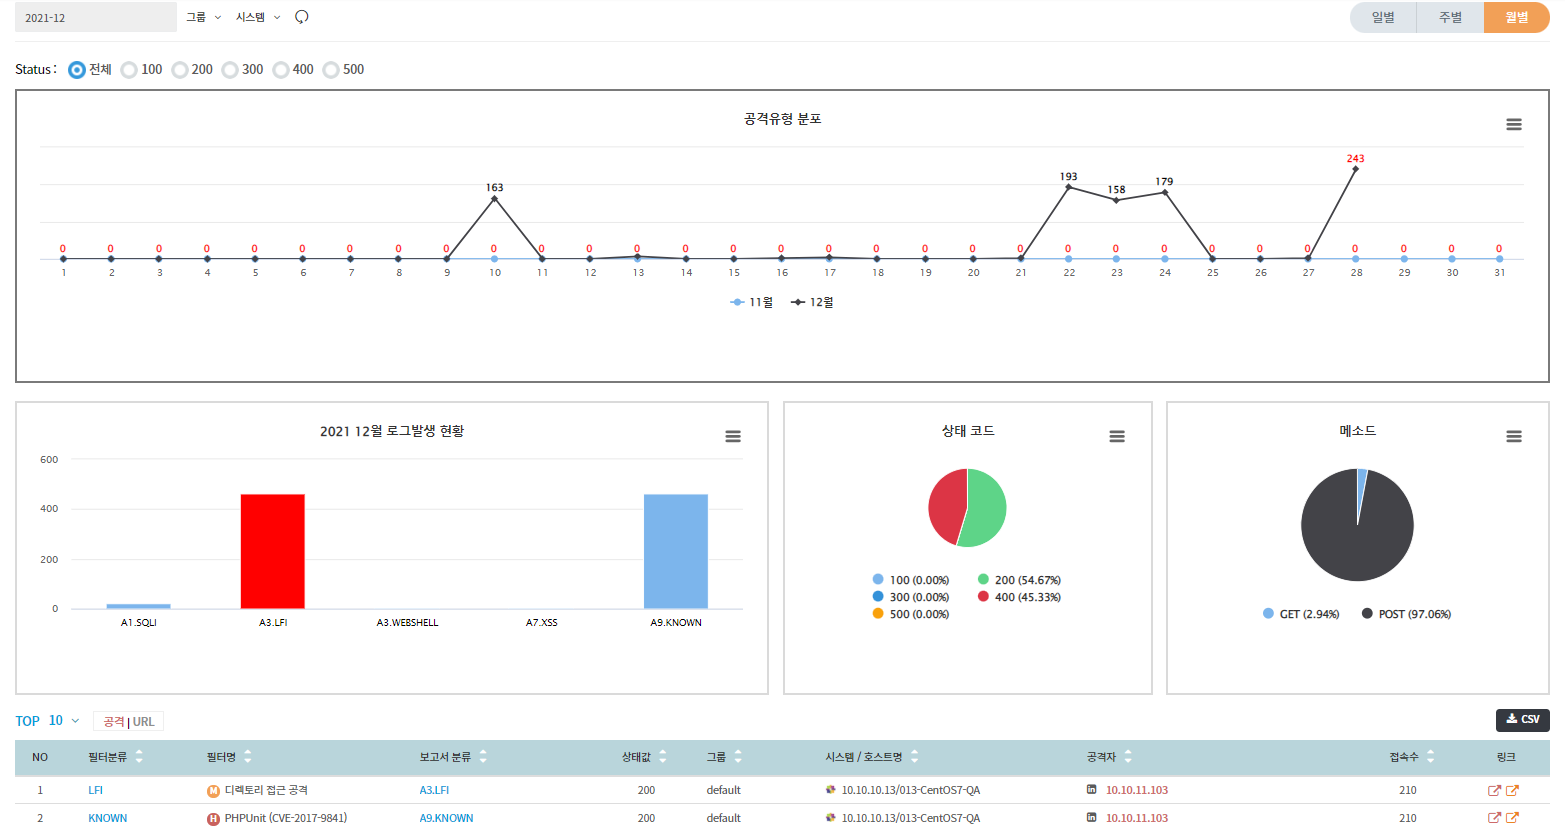 2021-12 그룹 시스템 일별 주별 월별
Status : 전체 100 200 300 400 500
공격유형 분포
243
193
179
163
158
0 0 0 0 0 0 0 0 0 0 0 0 0 0 0 0 0 0 0 0 0 0 0 0 0 0 0 0 0 0 0
1 2 3 4 5 6 7 8 9 10 11 12 13 14 15 16 17 18 19 20 21 22 23 24 25 26 27 28 29 30 31
11월 12월
2021 12월 로그발생 현황
600
400
200
0
A1.SQLI A3.LFI A3.WEBSHELL A7.XSS A9.KNOWN
상태 코드
100 (0.00%) 200 (54.67%)
300 (0.00%) 400 (45.33%)
500 (0.00%)
메소드
GET (2.94%) POST (97.06%)
TOP 10 공격 | URL CSV
NO 필터분류 필터명 보고서 분류 상태값 그룹 시스템 / 호스트명 공격자 접속수 링크
1 LFI M 디렉토리 접근 공격 A3.LFI 200 default 10.10.10.13/013-CentOS7-QA in 10.10.11.103 210
2 KNOWN H PHPUnit (CVE-2017-9841) A9.KNOWN 200 default 10.10.10.13/013-CentOS7-QA in 10.10.11.103 210